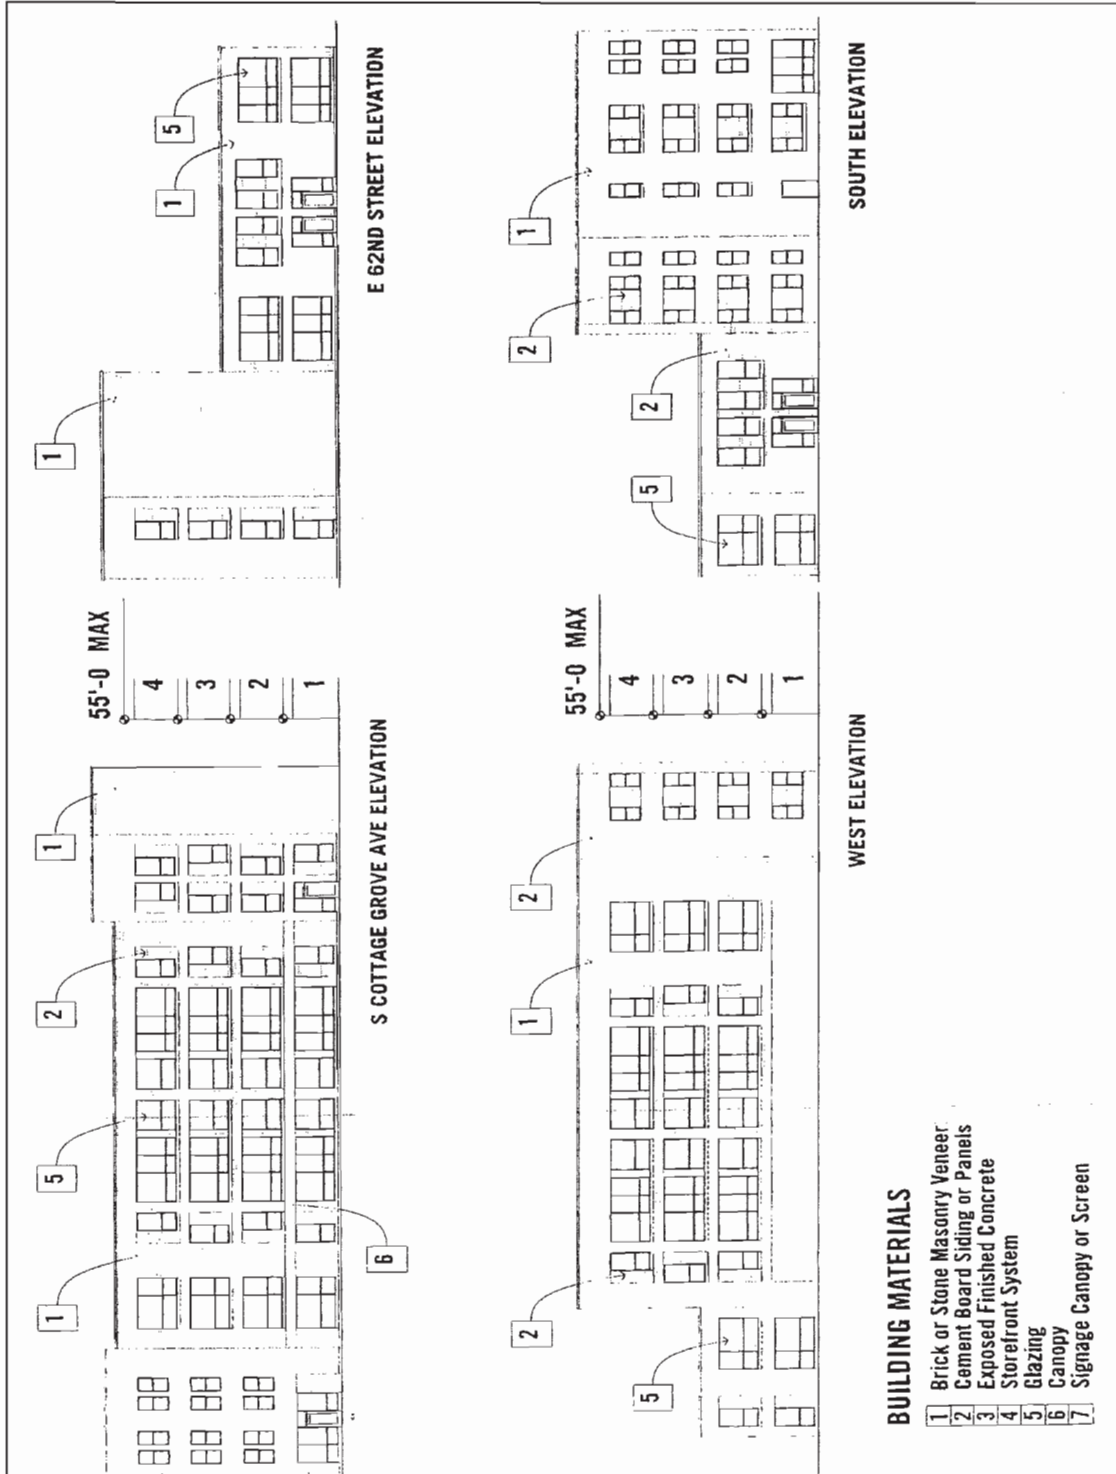 1
5
2
1
55'-0 MAX
4
3
2
1
6
S COTTAGE GROVE AVE ELEVATION
1
1
5
E 62ND STREET ELEVATION
2
1
2
5
55'-0 MAX
4
3
2
1
WEST ELEVATION
2
1
5
2
SOUTH ELEVATION
BUILDING MATERIALS
1 Brick or Stone Masonry Veneer
2 Cement Board Siding or Panels
3 Exposed Finished Concrete
4 Storefront System
5 Glazing
6 Canopy
7 Signage Canopy or Screen